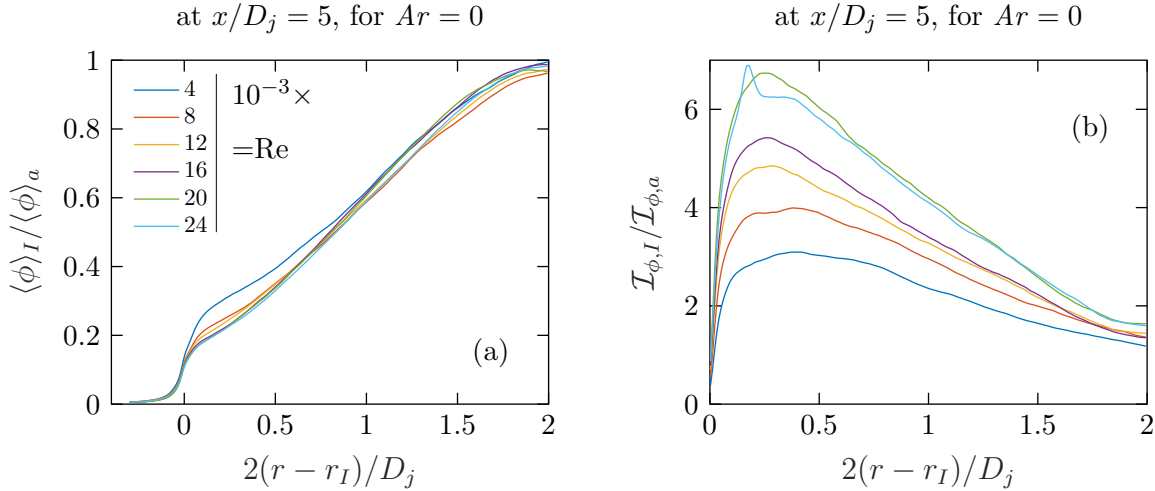 at x/D_j = 5, for Ar = 0
1
0.8
0.6
0.4
0.2
0
0 0.5 1 1.5 2
⟨ϕ⟩_I/⟨ϕ⟩_a
2(r − r_I)/D_j
4
8
12
16
20
24
10^{-3}×
=Re
(a)
at x/D_j = 5, for Ar = 0
6
4
2
0
0 0.5 1 1.5 2
ℐ_{ϕ,I}/ℐ_{ϕ,a}
2(r − r_I)/D_j
(b)